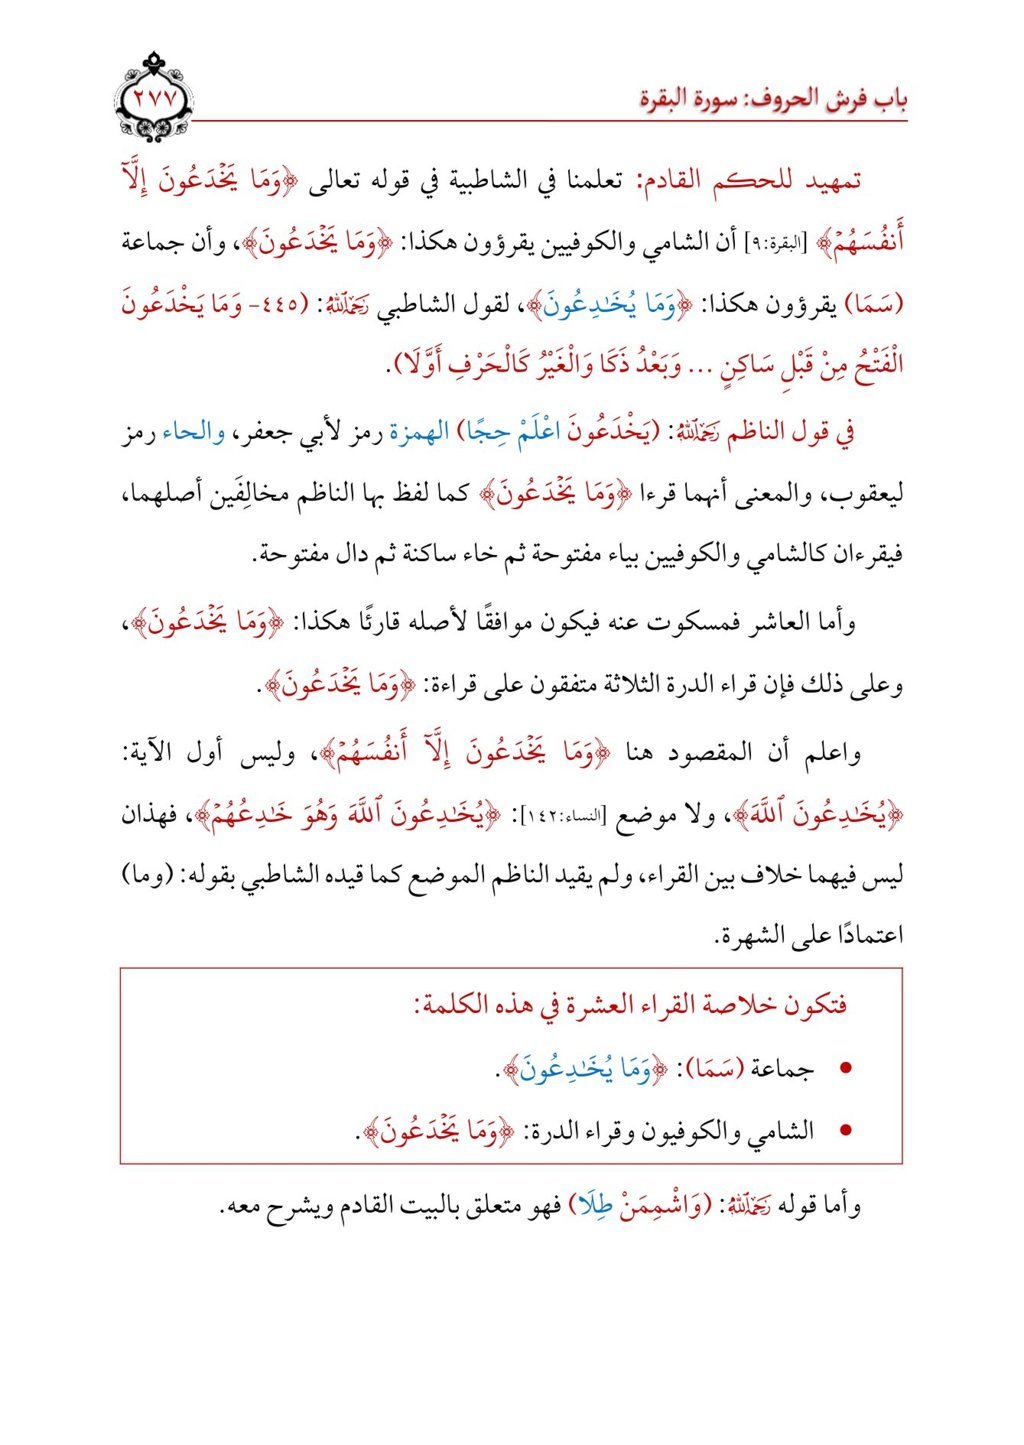 باب فرش الحروف: سورة البقرة
٢٧٧
تمهيد للحكم القادم: تعلمنا في الشاطبية في قوله تعالى ﴿وَمَا يَخۡدَعُونَ إِلَّآ
أَنفُسَهُمۡ﴾ [البقرة:٩] أن الشامي والكوفيين يقرؤون هكذا: ﴿وَمَا يَخۡدَعُونَ﴾، وأن جماعة
(سَمَا) يقرؤون هكذا: ﴿وَمَا يُخَٰدِعُونَ﴾، لقول الشاطبي رَحِمَهُ اللَّهُ: (٤٤٥- وَمَا يَخْدَعُونَ
الْفَتْحُ مِنْ قَبْلِ سَاكِنٍ ... وَبَعْدُ ذَكَا وَالْغَيْرُ كَالْحَرْفِ أَوَّلَا).
في قول الناظم رَحِمَهُ اللَّهُ: (يَخْدَعُونَ اعْلَمْ حِجًا) الهمزة رمز لأبي جعفر، والحاء رمز
ليعقوب، والمعنى أنهما قرءا ﴿وَمَا يَخۡدَعُونَ﴾ كما لفظ بها الناظم مخالِفَين أصلهما،
فيقرءان كالشامي والكوفيين بياء مفتوحة ثم خاء ساكنة ثم دال مفتوحة.
وأما العاشر فمسكوت عنه فيكون موافقًا لأصله قارئًا هكذا: ﴿وَمَا يَخۡدَعُونَ﴾،
وعلى ذلك فإن قراء الدرة الثلاثة متفقون على قراءة: ﴿وَمَا يَخۡدَعُونَ﴾.
واعلم أن المقصود هنا ﴿وَمَا يَخۡدَعُونَ إِلَّآ أَنفُسَهُمۡ﴾، وليس أول الآية:
﴿يُخَٰدِعُونَ ٱللَّهَ﴾، ولا موضع [النساء:١٤٢]: ﴿يُخَٰدِعُونَ ٱللَّهَ وَهُوَ خَٰدِعُهُمۡ﴾، فهذان
ليس فيهما خلاف بين القراء، ولم يقيد الناظم الموضع كما قيده الشاطبي بقوله: (وما)
اعتمادًا على الشهرة.
فتكون خلاصة القراء العشرة في هذه الكلمة:
• جماعة (سَمَا): ﴿وَمَا يُخَٰدِعُونَ﴾.
• الشامي والكوفيون وقراء الدرة: ﴿وَمَا يَخۡدَعُونَ﴾.
وأما قوله رَحِمَهُ اللَّهُ: (وَاشْمِمَنْ طِلَا) فهو متعلق بالبيت القادم ويشرح معه.